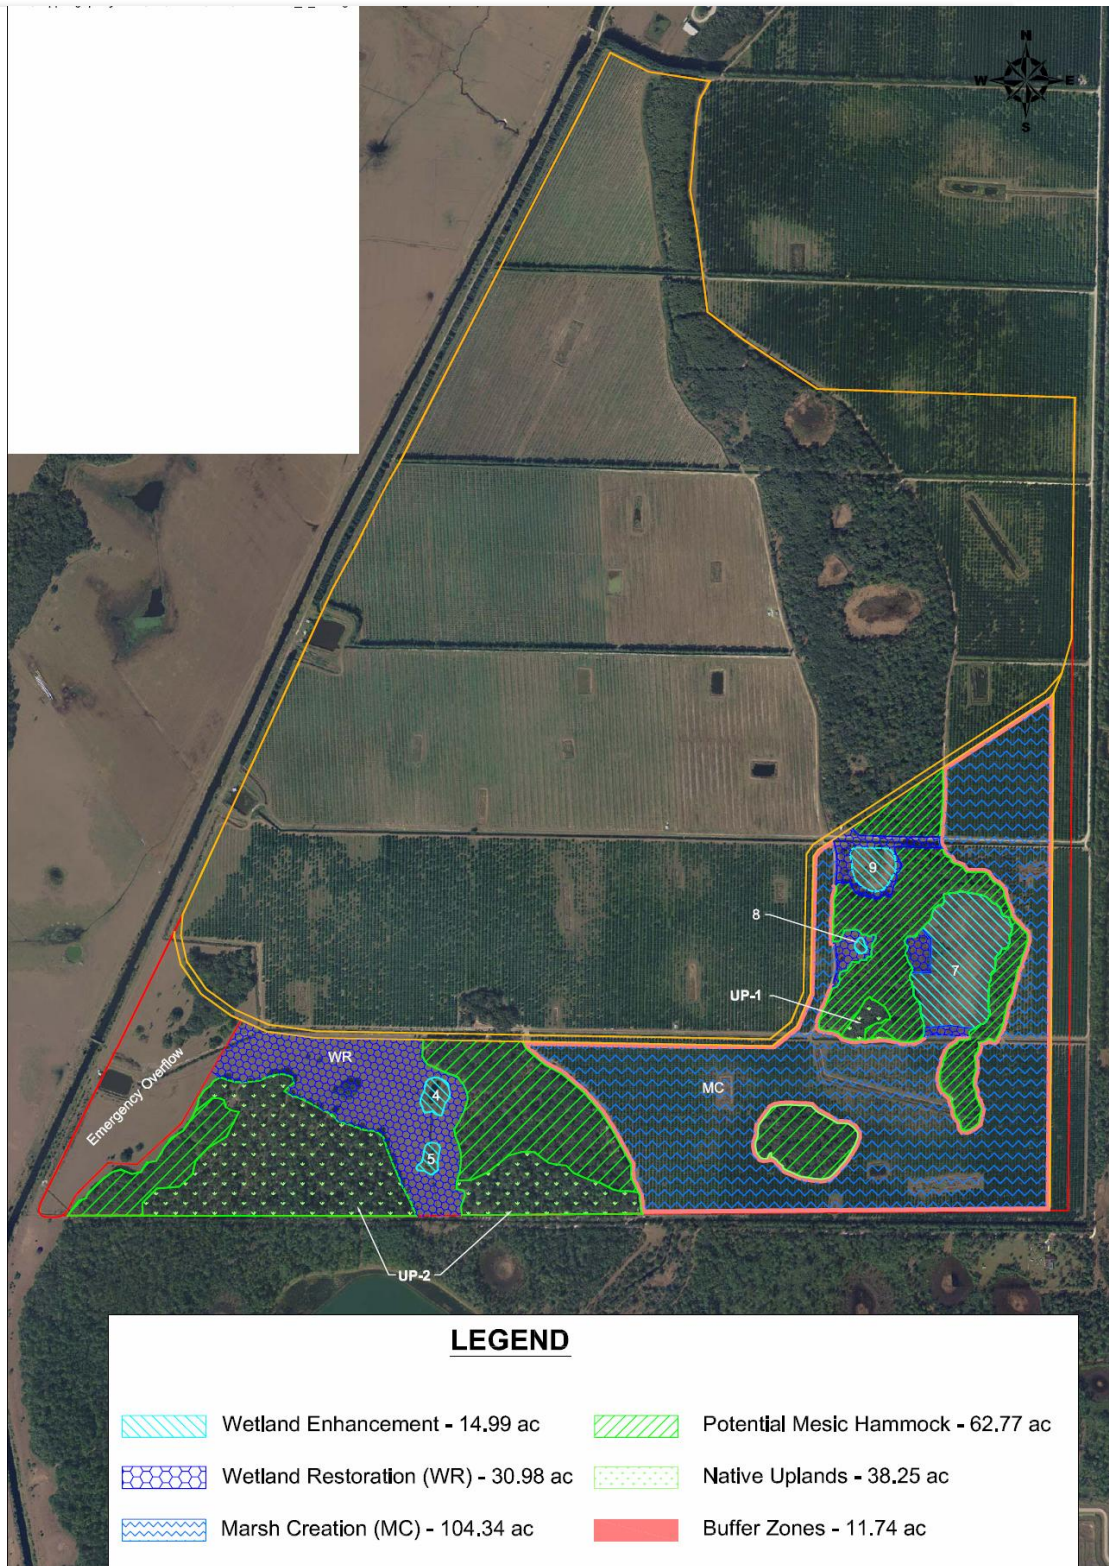 N
W E
S
9
8
7
UP-1
WR
MC
Emergency Overflow
4
5
UP-2
LEGEND
Wetland Enhancement - 14.99 ac
Potential Mesic Hammock - 62.77 ac
Wetland Restoration (WR) - 30.98 ac
Native Uplands - 38.25 ac
Marsh Creation (MC) - 104.34 ac
Buffer Zones - 11.74 ac